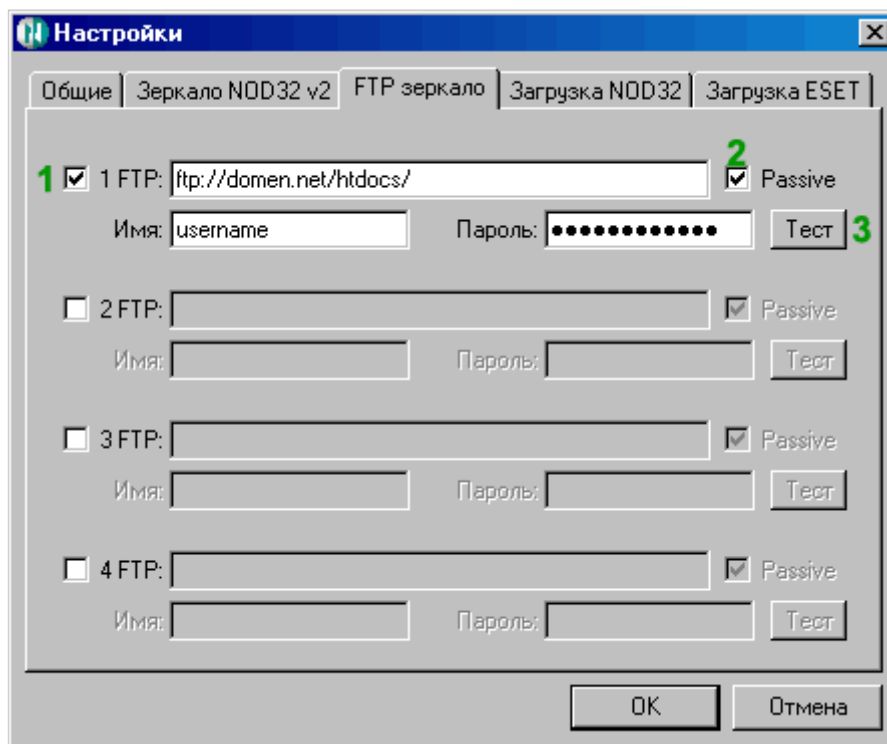 Настройки
Общие Зеркало NOD32 v2 FTP зеркало Загрузка NOD32 Загрузка ESET
1 1 FTP: ftp://domen.net/htdocs/ 2 Passive
Имя: username Пароль: ●●●●●●●●●●●●● Тест 3
2 FTP: Passive
Имя: Пароль: Тест
3 FTP: Passive
Имя: Пароль: Тест
4 FTP: Passive
Имя: Пароль: Тест
OK Отмена